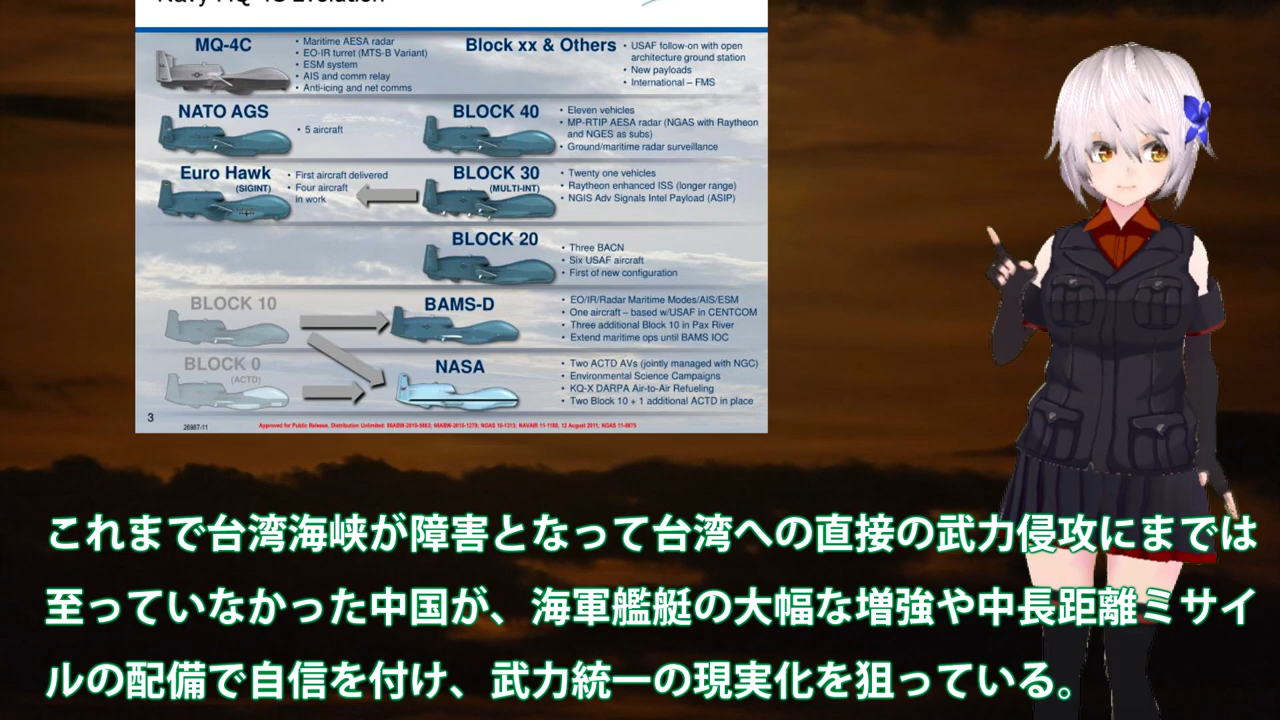 Navy MQ-4C Evolution
MQ-4C
• Maritime AESA radar
• EO-IR turret (MTS-B Variant)
• ESM system
• AIS and comm relay
• Anti-icing and net comms
Block xx & Others
• USAF follow-on with open
architecture ground station
• New payloads
• International – FMS
NATO AGS
• 5 aircraft
BLOCK 40
• Eleven vehicles
• MP-RTIP AESA radar (NGAS with Raytheon
and NGES as subs)
• Ground/maritime radar surveillance
Euro Hawk
(SIGINT)
• First aircraft delivered
• Four aircraft
in work
BLOCK 30
(MULTI-INT)
• Twenty one vehicles
• Raytheon enhanced ISS (longer range)
• NGIS Adv Signals Intel Payload (ASIP)
BLOCK 20
• Three BACN
• Six USAF aircraft
• First of new configuration
BLOCK 10
BAMS-D
• EO/IR/Radar Maritime Modes/AIS/ESM
• One aircraft – based w/USAF in CENTCOM
• Three additional Block 10 in Pax River
• Extend maritime ops until BAMS IOC
BLOCK 0
(ACTD)
NASA
• Two ACTD AVs (jointly managed with NGC)
• Environmental Science Campaigns
• KQ-X DARPA Air-to-Air Refueling
• Two Block 10 + 1 additional ACTD in place
3
26987-11
Approved for Public Release, Distribution Unlimited: 12 August 2011;
これまで台湾海峡が障害となって台湾への直接の武力侵攻にまでは
至っていなかった中国が、海軍艦艇の大幅な増強や中長距離ミサイ
ルの配備で自信を付け、武力統一の現実化を狙っている。